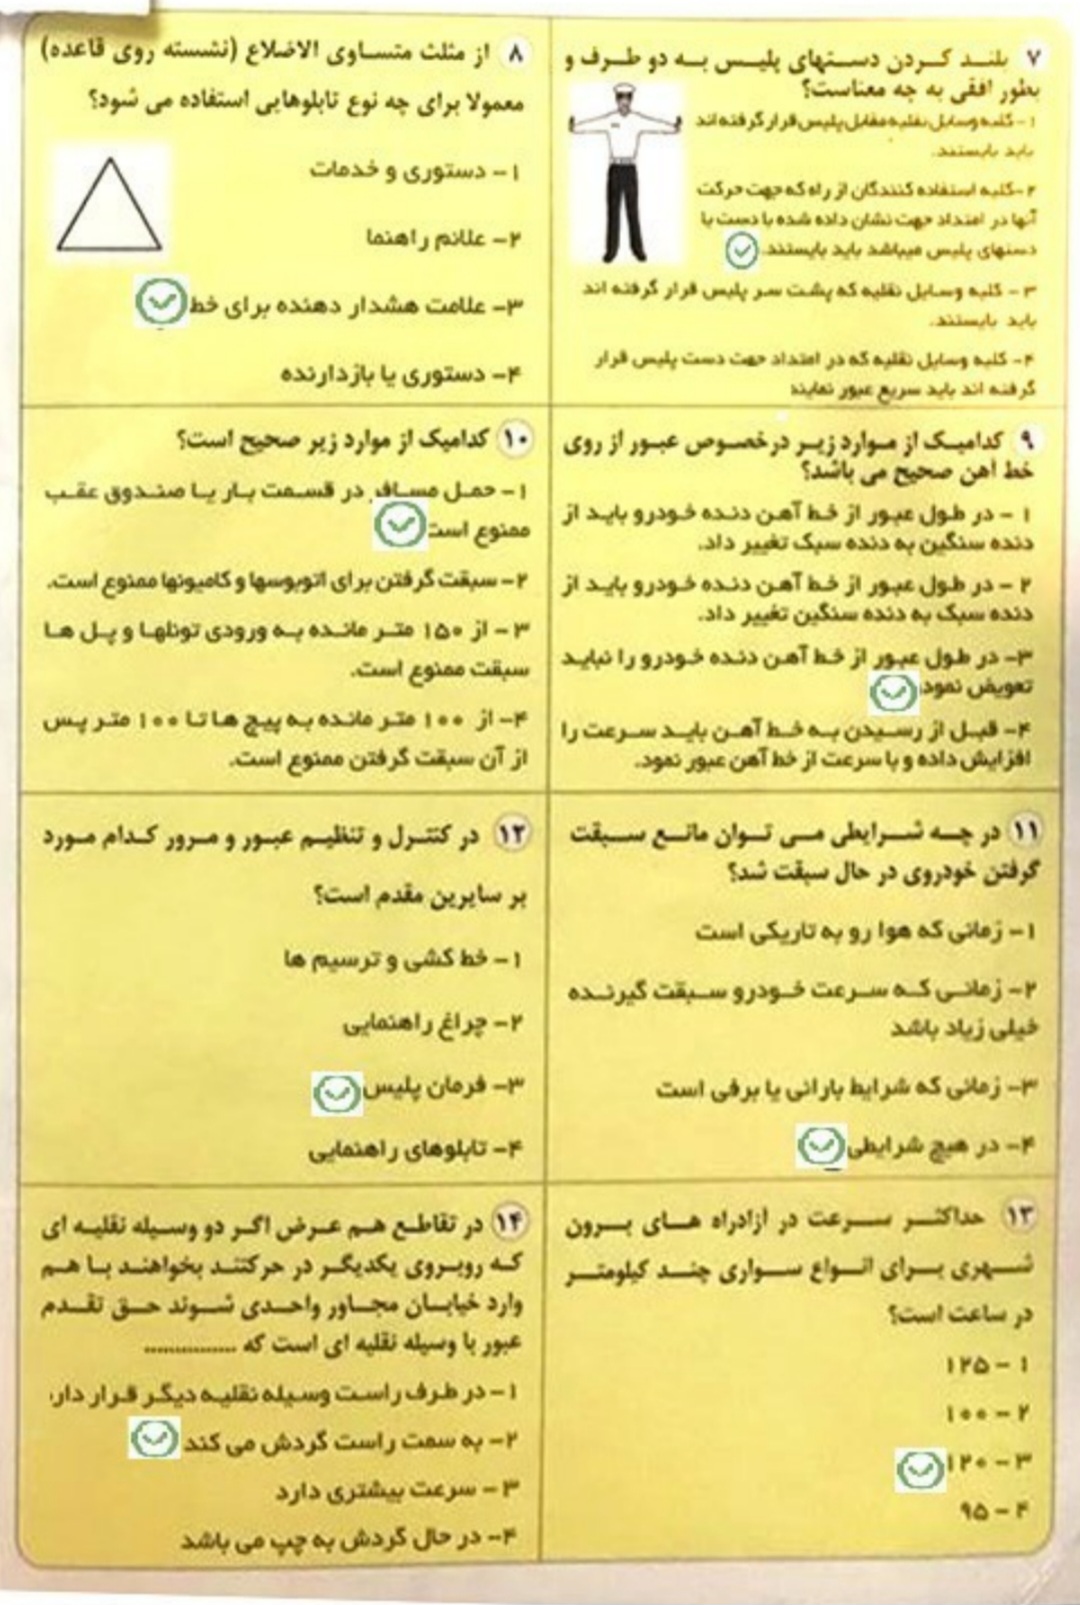 ۷ بلند کردن دستهای پلیس به دو طرف و
بطور افقی به چه معناست؟
۱- کلیه وسایل نقلیه مقابل پلیس قرار گرفته اند
باید بایستند.
۲- کلیه استفاده کنندگان از راه که جهت حرکت
آنها در امتداد جهت نشان داده شده با دست یا
دستهای پلیس میباشد باید بایستند.
۳- کلیه وسایل نقلیه که پشت سر پلیس قرار گرفته اند
باید بایستند.
۴- کلیه وسایل نقلیه که در امتداد جهت دست پلیس قرار
گرفته اند باید سریع عبور نمایند
۸ از مثلث متساوی الاضلاع (نشسته روی قاعده)
معمولا برای چه نوع تابلوهایی استفاده می شود؟
۱- دستوری و خدمات
۲- علائم راهنما
۳- علامت هشدار دهنده برای خط
۴- دستوری یا بازدارنده
۹ کدامیک از موارد زیر درخصوص عبور از روی
خط آهن صحیح می باشد؟
۱- در طول عبور از خط آهن دنده خودرو باید از
دنده سنگین به دنده سبک تغییر داد.
۲- در طول عبور از خط آهن دنده خودرو باید از
دنده سبک به دنده سنگین تغییر داد.
۳- در طول عبور از خط آهن دنده خودرو را نباید
تعویض نمود
۴- قبل از رسیدن به خط آهن باید سرعت را
افزایش داده و با سرعت از خط آهن عبور نمود.
۱۰ کدامیک از موارد زیر صحیح است؟
۱- حمل مسافر در قسمت بار یا صندوق عقب
ممنوع است
۲- سبقت گرفتن برای اتوبوسها و کامیونها ممنوع است.
۳- از ۱۵۰ متر مانده به ورودی تونلها و پل ها
سبقت ممنوع است.
۴- از ۱۰۰ متر مانده به پیچ ها تا ۱۰۰ متر پس
از آن سبقت گرفتن ممنوع است.
۱۱ در چه شرایطی می توان مانع سبقت
گرفتن خودروی در حال سبقت شد؟
۱- زمانی که هوا رو به تاریکی است
۲- زمانی که سرعت خودرو سبقت گیرنده
خیلی زیاد باشد
۳- زمانی که شرایط بارانی یا برفی است
۴- در هیچ شرایطی
۱۲ در کنترل و تنظیم عبور و مرور کدام مورد
بر سایرین مقدم است؟
۱- خط کشی و ترسیم ها
۲- چراغ راهنمایی
۳- فرمان پلیس
۴- تابلوهای راهنمایی
۱۳ حداکثر سرعت در ازادراه های برون
شهری برای انواع سواری چند کیلومتر
در ساعت است؟
۱- ۱۲۵
۲- ۱۰۰
۳- ۱۲۰
۴- ۹۵
۱۴ در تقاطع هم عرض اگر دو وسیله نقلیه ای
که روبروی یکدیگر در حرکتند بخواهند با هم
وارد خیابان مجاور واحدی شوند حق تقدم
عبور با وسیله نقلیه ای است که ...............
۱- در طرف راست وسیله نقلیه دیگر قرار دارد
۲- به سمت راست گردش می کند
۳- سرعت بیشتری دارد
۴- در حال گردش به چپ می باشد